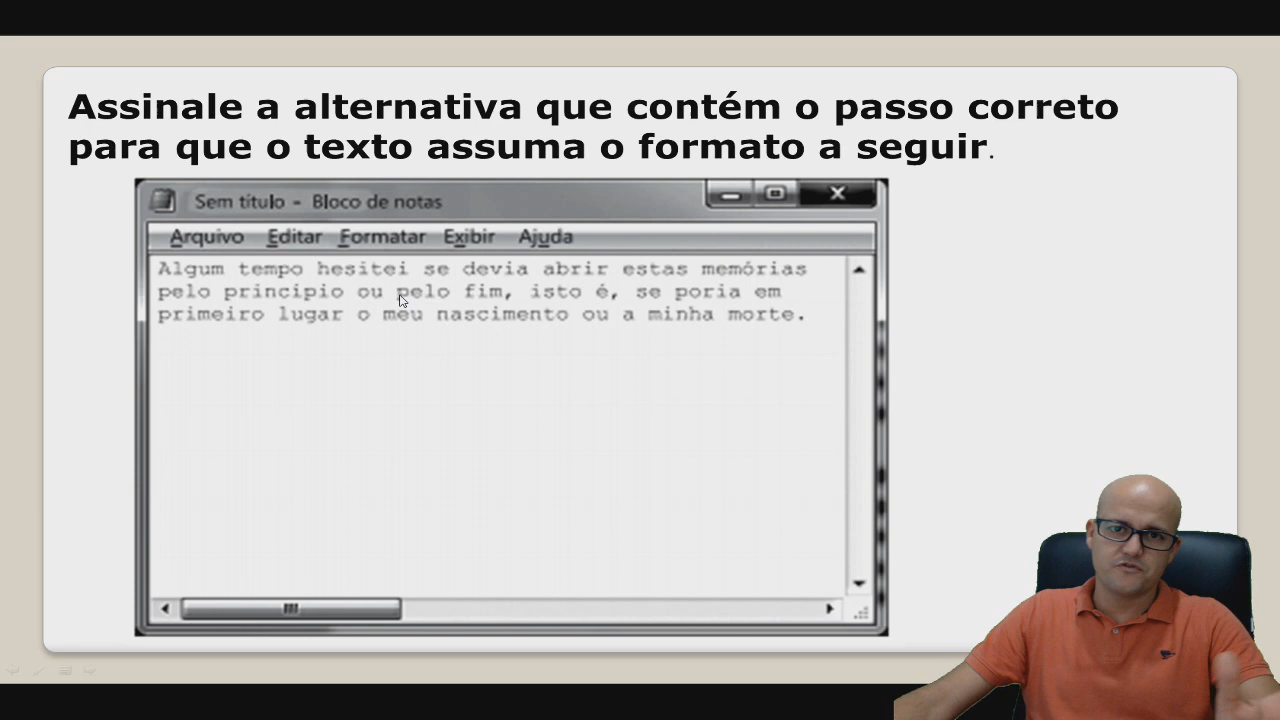 Assinale a alternativa que contém o passo correto
para que o texto assuma o formato a seguir.
Sem título - Bloco de notas
Arquivo Editar Formatar Exibir Ajuda
Algum tempo hesitei se devia abrir estas memórias
pelo princípio ou pelo fim, isto é, se poria em
primeiro lugar o meu nascimento ou a minha morte.